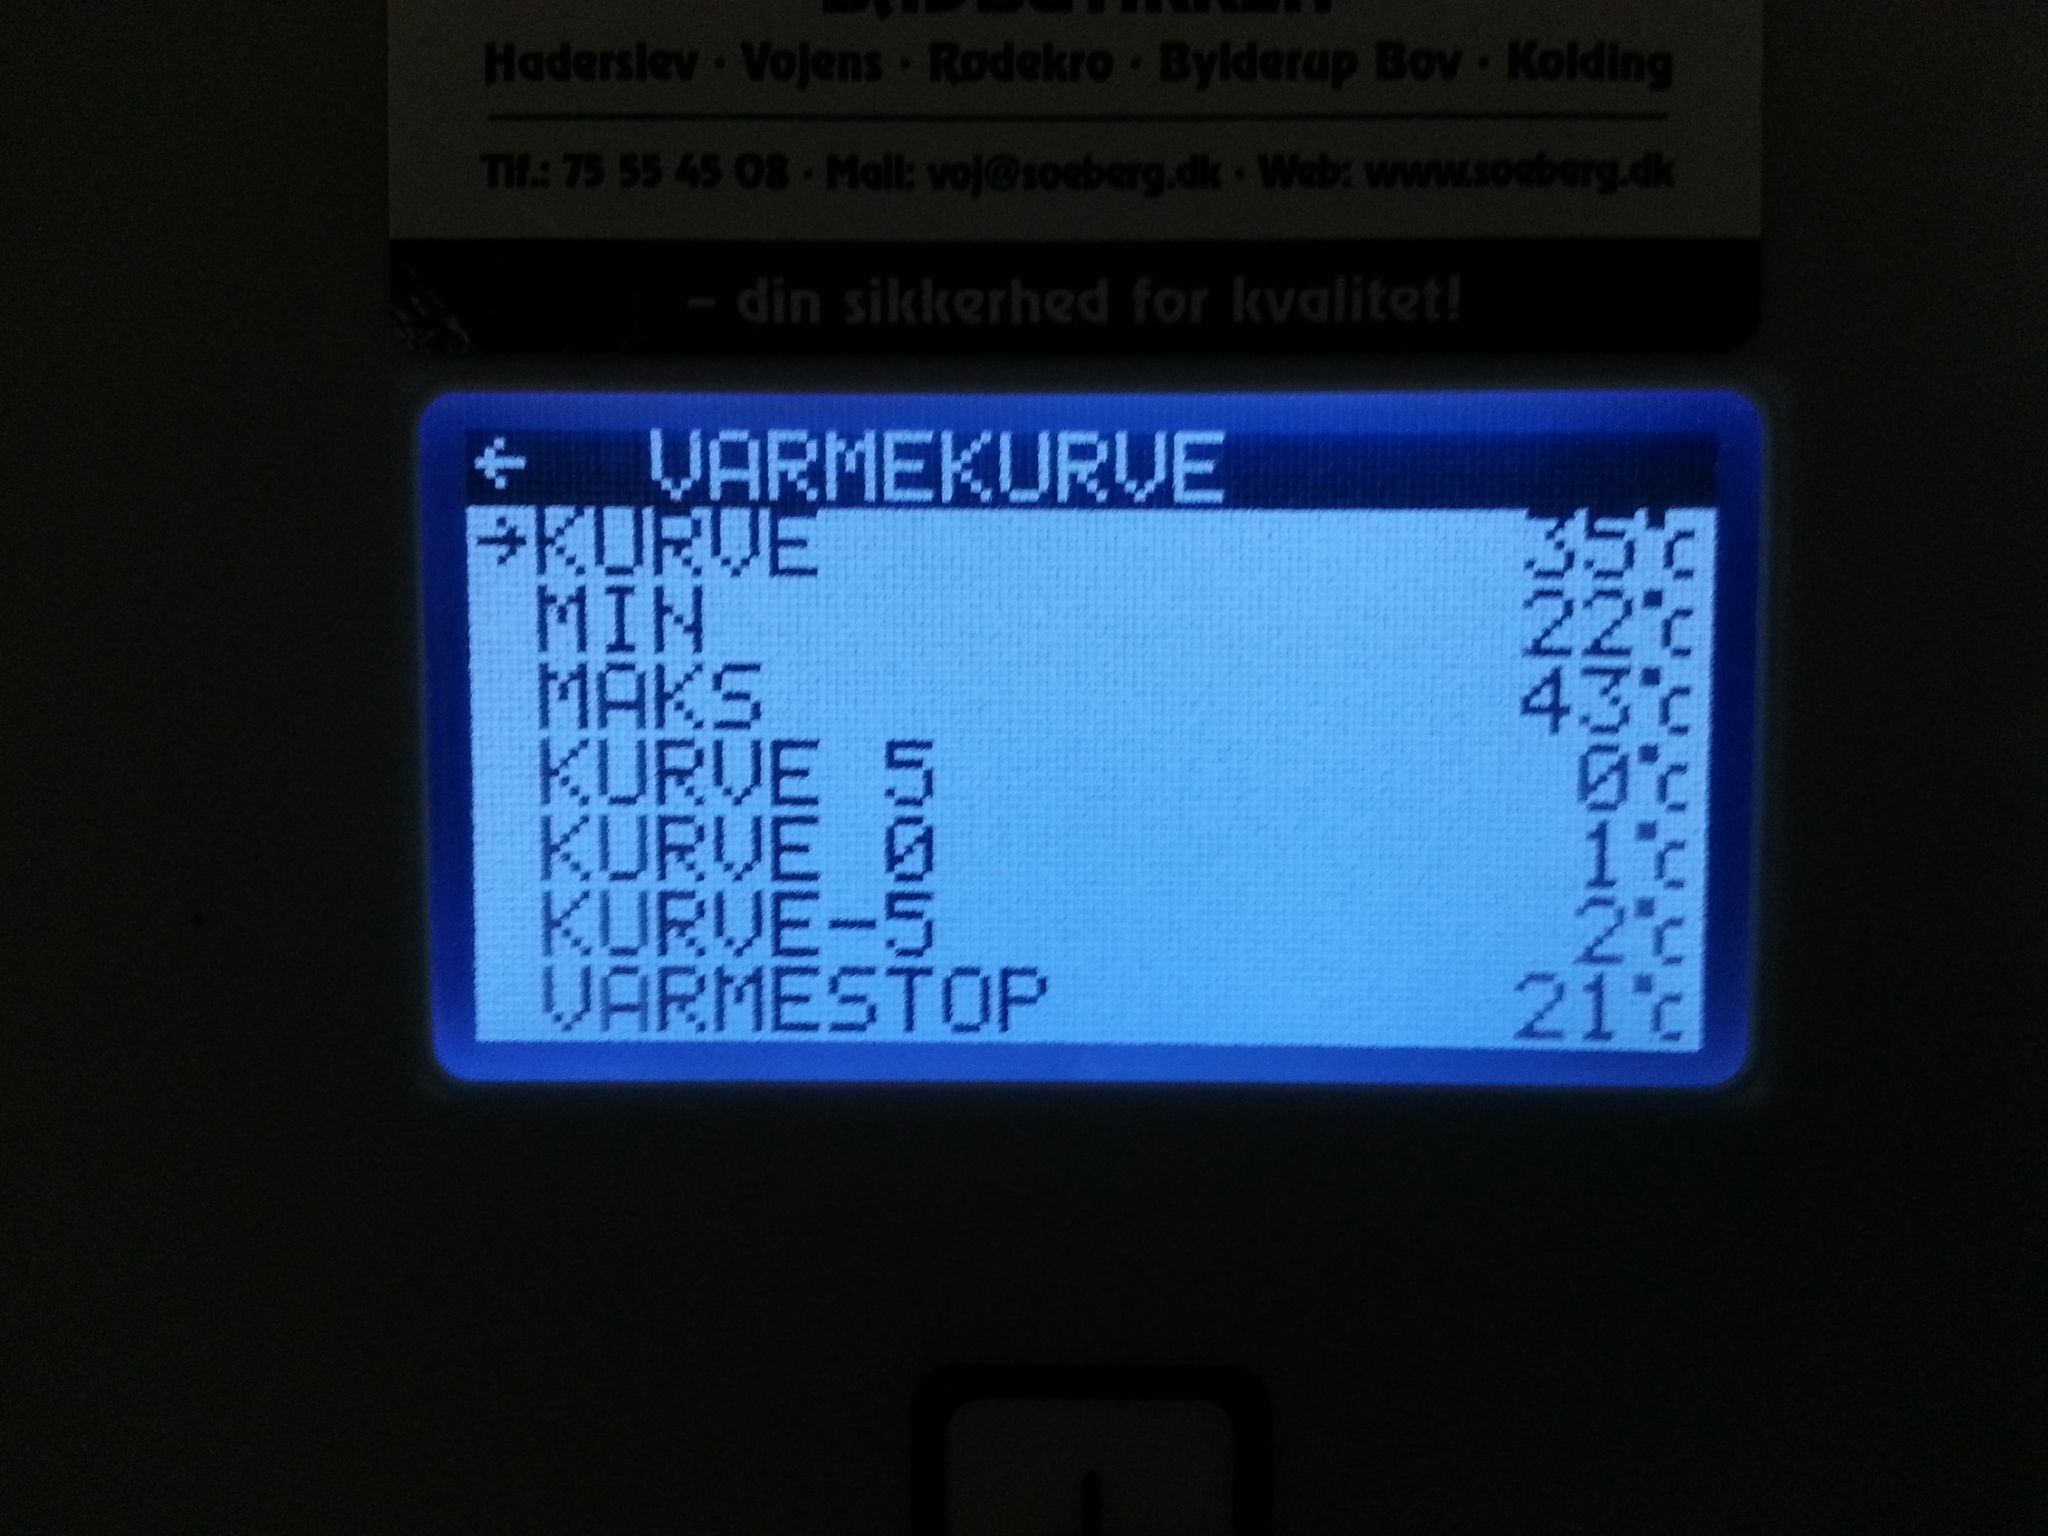 BADBUTIKKEN
Haderslev · Vojens · Rødekro · Bylderup Bov · Kolding
Tlf.: 75 55 45 08 · Mail: voj@soeberg.dk · Web: www.soeberg.dk
– din sikkerhed for kvalitet!
← VARMEKURVE
→KURVE 35°C
MIN 22°C
MAKS 43°C
KURVE 5 0°C
KURVE 0 1°C
KURVE-5 2°C
VARMESTOP 21°C